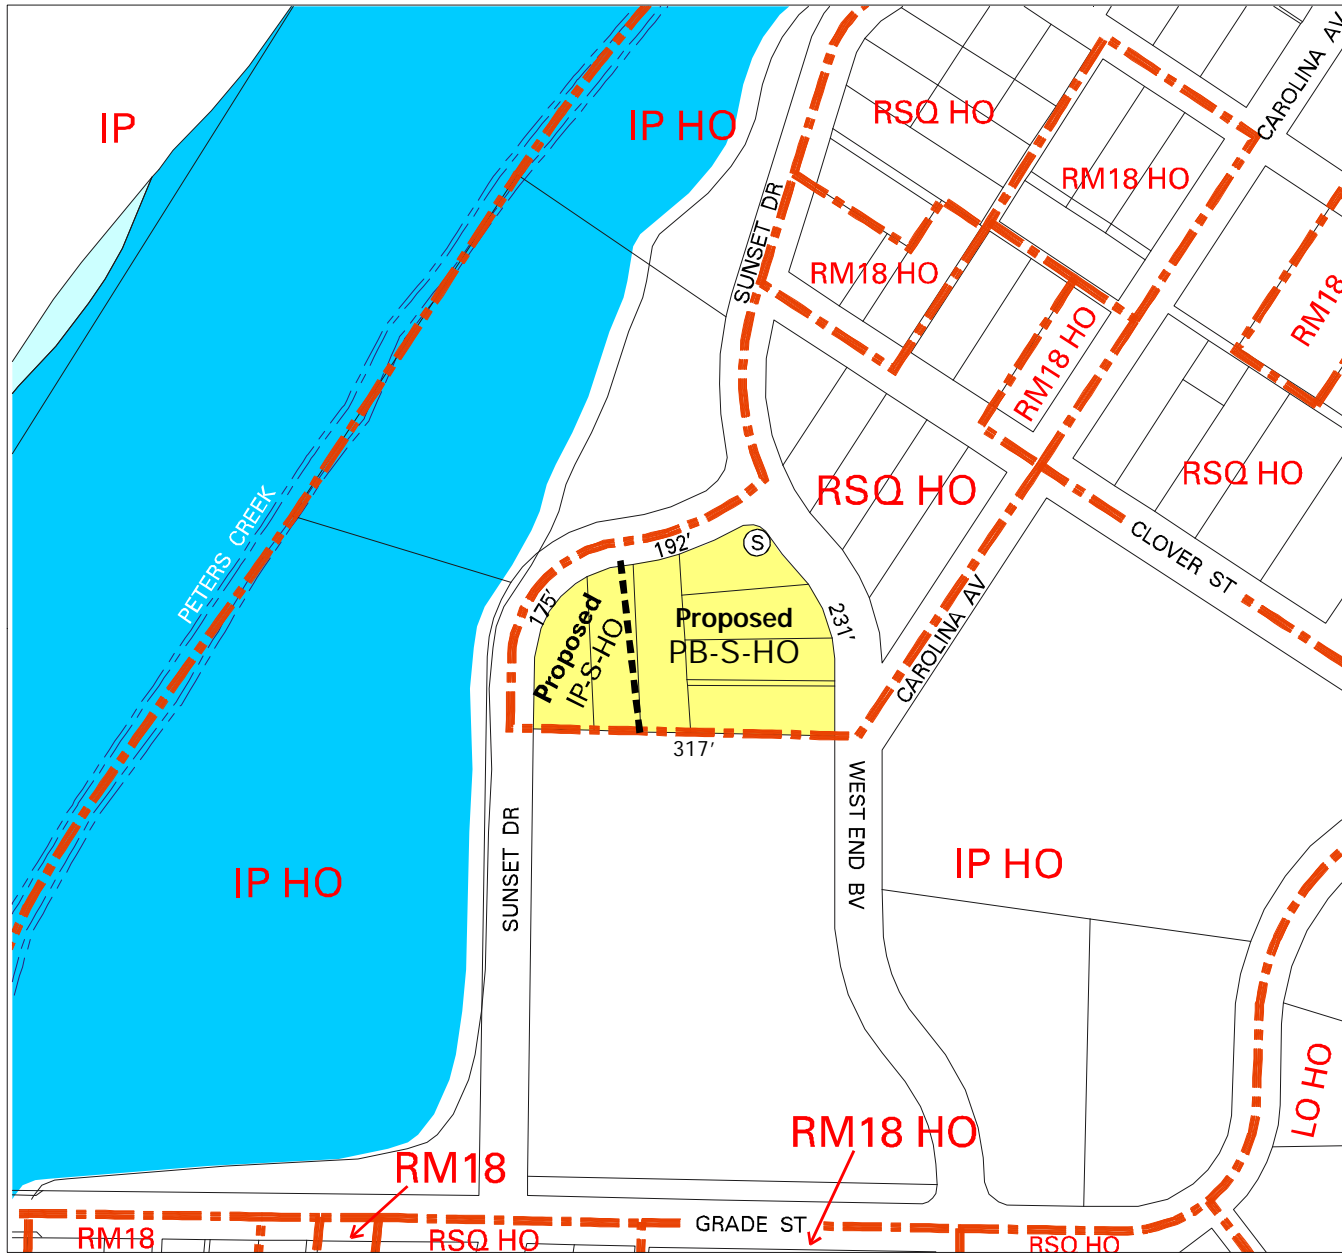 IP
IP HO
RSQ HO
CAROLINA AV
RM18 HO
SUNSET DR
RM18 HO
RM18
RM18 HO
RSQ HO
RSQ HO
PETERS CREEK
CLOVER ST
192'
S
175'
Proposed
IP-S-HO
Proposed
PB-S-HO
231'
CAROLINA AV
317'
WEST END BV
SUNSET DR
IP HO
IP HO
LO HO
RM18 HO
RM18
GRADE ST
RM18
RSQ HO
RSQ HO